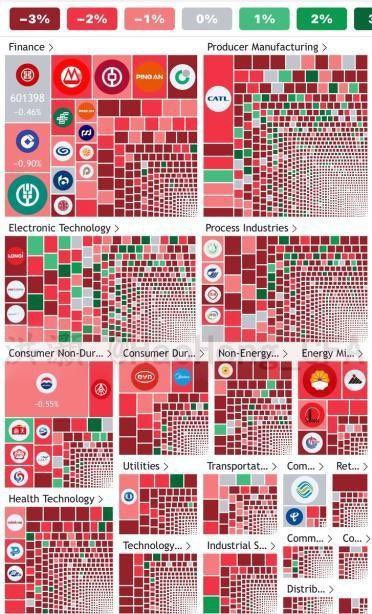 −3% −2% −1% 0% 1% 2%
Finance >
Producer Manufacturing >
PING AN
601398
−0.46%
CATL
−0.90%
Electronic Technology >
Process Industries >
LONGi
Consumer Non-Dur... >
Consumer Dur... >
Non-Energy... >
Energy Mi... >
BYD
Midea
−0.55%
Utilities >
Transportat... >
Com... >
Ret... >
Health Technology >
Technology... >
Industrial S... >
Comm... >
Co... >
Distrib... >